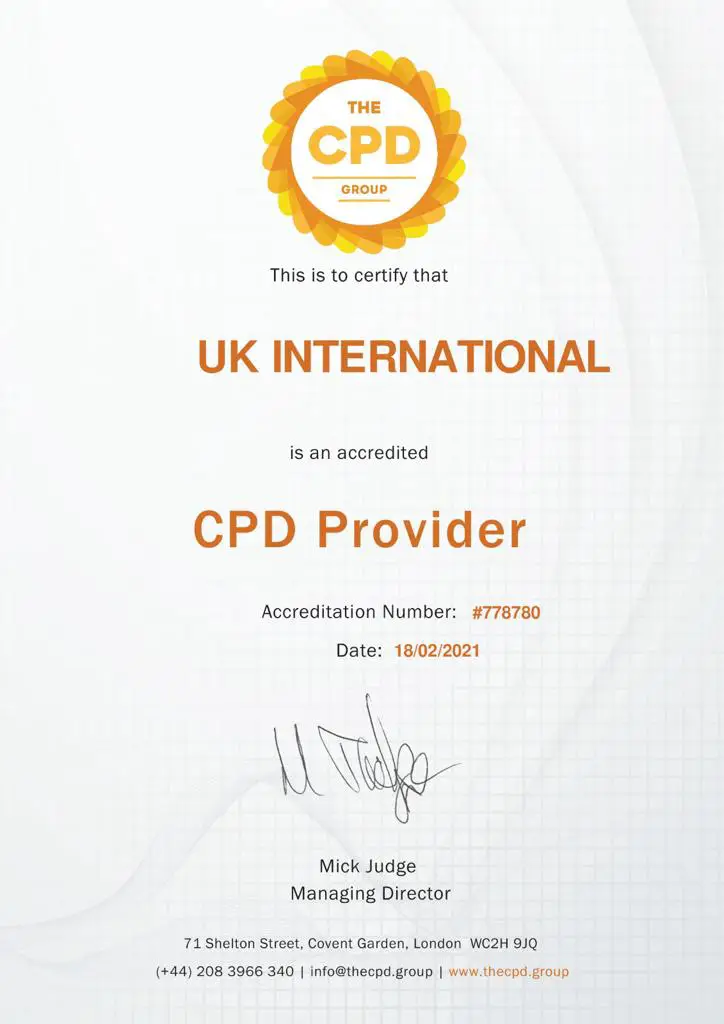 THE
CPD
GROUP
This is to certify that
UK INTERNATIONAL
is an accredited
CPD Provider
Accreditation Number: #778780
Date: 18/02/2021
M Judge
Mick Judge
Managing Director
71 Shelton Street, Covent Garden, London WC2H 9JQ
(+44) 208 3966 340 | info@thecpd.group | www.thecpd.group